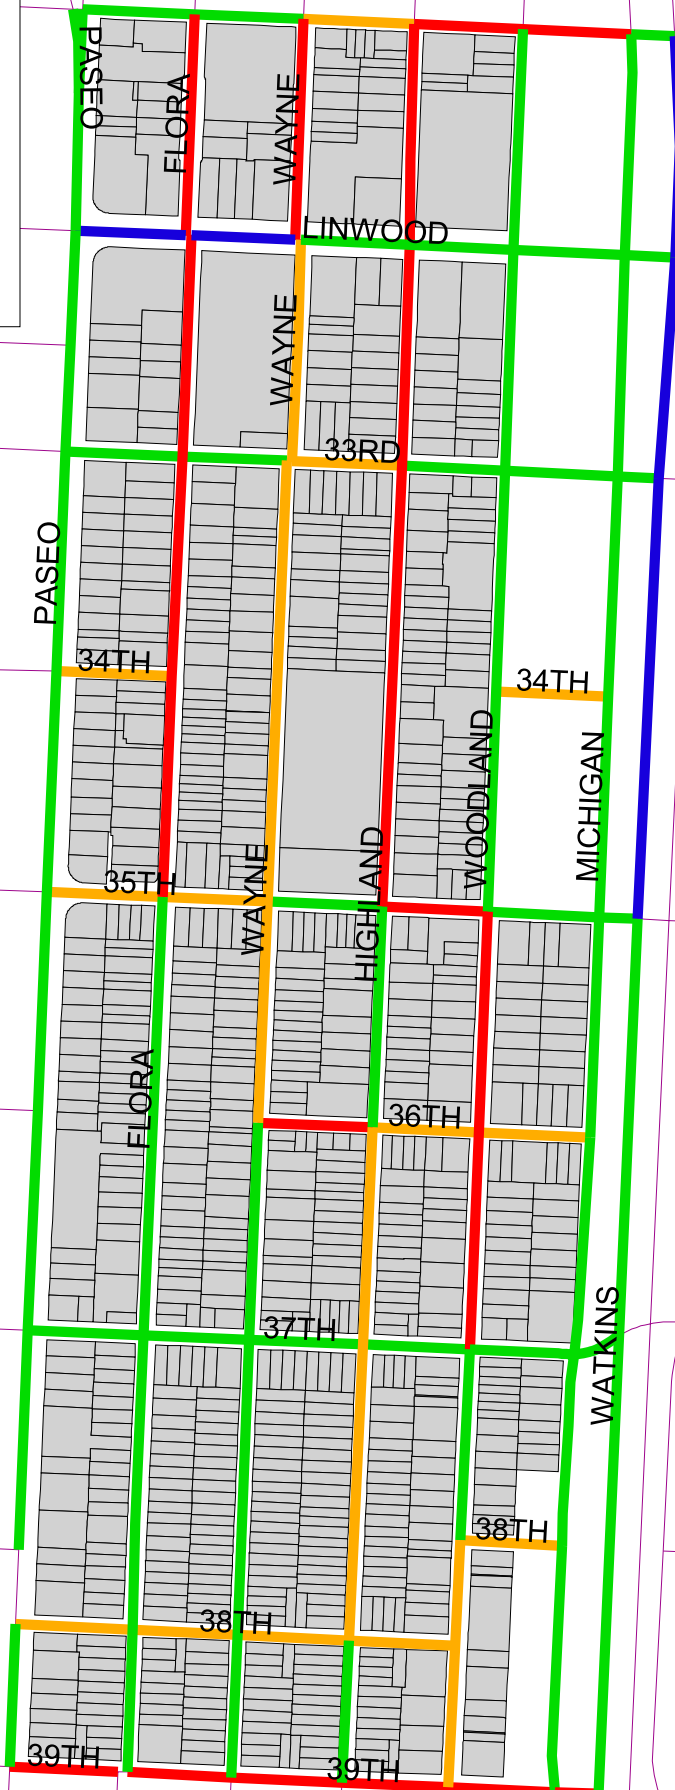 PASEO
FLORA
WAYNE
LINWOOD
WAYNE
33RD
PASEO
34TH
34TH
WOODLAND
MICHIGAN
HIGHLAND
WAYNE
35TH
FLORA
36TH
WATKINS
37TH
38TH
38TH
39TH
39TH